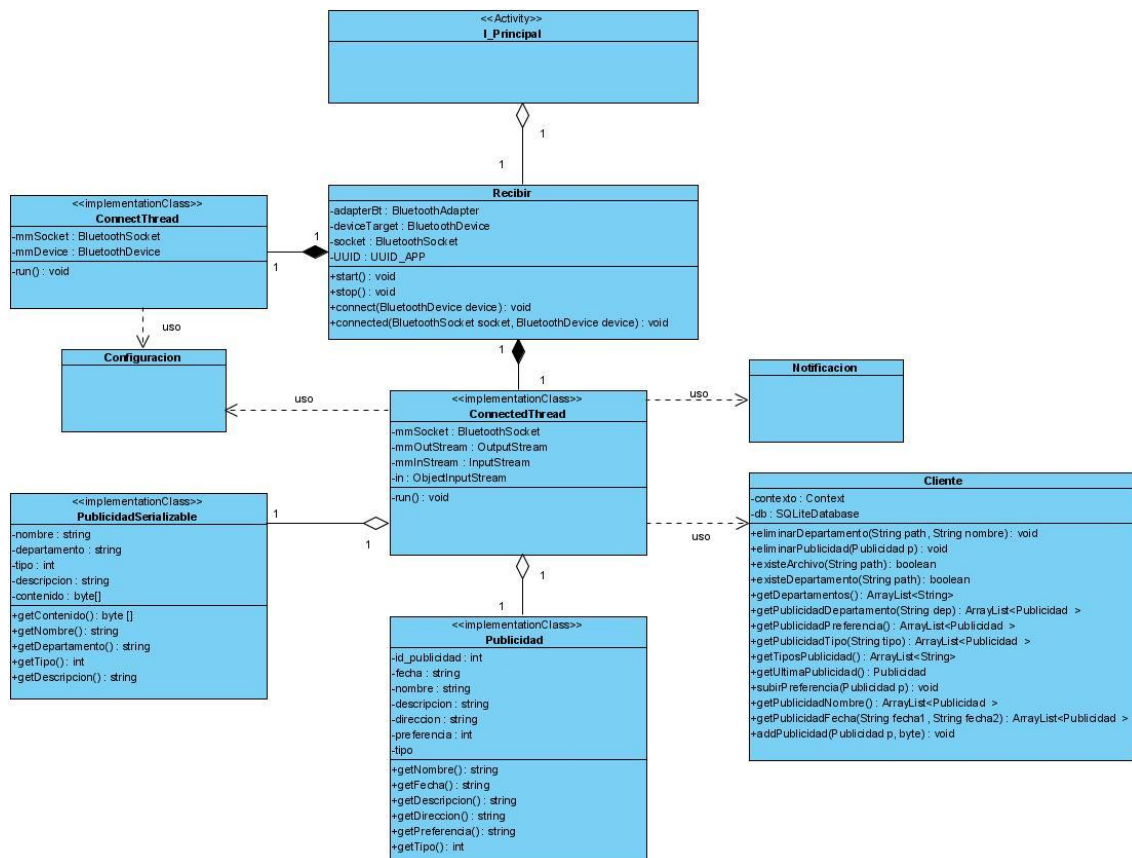 <<Activity>>
I_Principal
1
1
Recibir
-adapterBt : BluetoothAdapter
-deviceTarget : BluetoothDevice
-socket : BluetoothSocket
-UUID : UUID_APP
+start() : void
+stop() : void
+connect(BluetoothDevice device) : void
+connected(BluetoothSocket socket, BluetoothDevice device) : void
<<implementationClass>>
ConnectThread
-mmSocket : BluetoothSocket
-mmDevice : BluetoothDevice
-run() : void
1
1
uso
Configuracion
1
1
uso
<<implementationClass>>
ConnectedThread
-mmSocket : BluetoothSocket
-mmOutStream : OutputStream
-mmInStream : InputStream
-in : ObjectInputStream
-run() : void
uso
Notificacion
uso
Cliente
-contexto : Context
-db : SQLiteDatabase
+eliminarDepartamento(String path, String nombre) : void
+eliminarPublicidad(Publicidad p) : void
+existeArchivo(String path) : boolean
+existeDepartamento(String path) : boolean
+getDepartamentos() : ArrayList<String>
+getPublicidadDepartamento(String dep) : ArrayList<Publicidad >
+getPublicidadPreferencia() : ArrayList<Publicidad >
+getPublicidadTipo(String tipo) : ArrayList<Publicidad >
+getTiposPublicidad() : ArrayList<String>
+getUltimaPublicidad() : Publicidad
+subirPreferencia(Publicidad p) : void
+getPublicidadNombre() : ArrayList<Publicidad >
+getPublicidadFecha(String fecha1, String fecha2) : ArrayList<Publicidad >
+addPublicidad(Publicidad p, byte) : void
<<implementationClass>>
PublicidadSerializable
-nombre : string
-departamento : string
-tipo : int
-descripcion : string
-contenido : byte[]
+getContenido() : byte []
+getNombre() : string
+getDepartamento() : string
+getTipo() : int
+getDescripcion() : string
1
1
1
1
<<implementationClass>>
Publicidad
-id_publicidad : int
-fecha : string
-nombre : string
-descripcion : string
-direccion : string
-preferencia : int
-tipo
+getNombre() : string
+getFecha() : string
+getDescripcion() : string
+getDireccion() : string
+getPreferencia() : string
+getTipo() : int